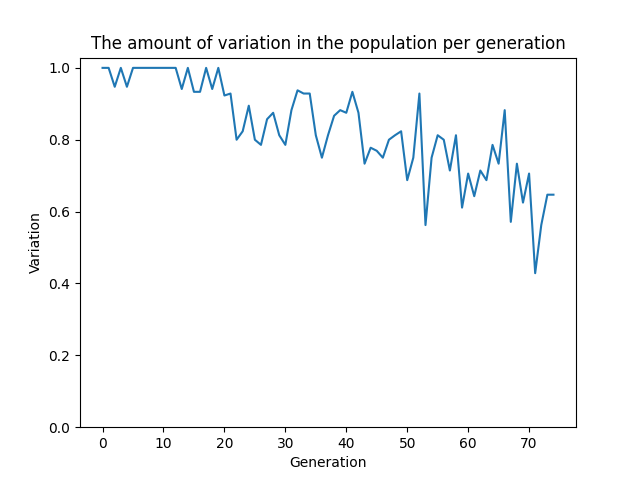 The amount of variation in the population per generation
1.0
0.8
0.6
0.4
0.2
0.0
Variation
0 10 20 30 40 50 60 70
Generation